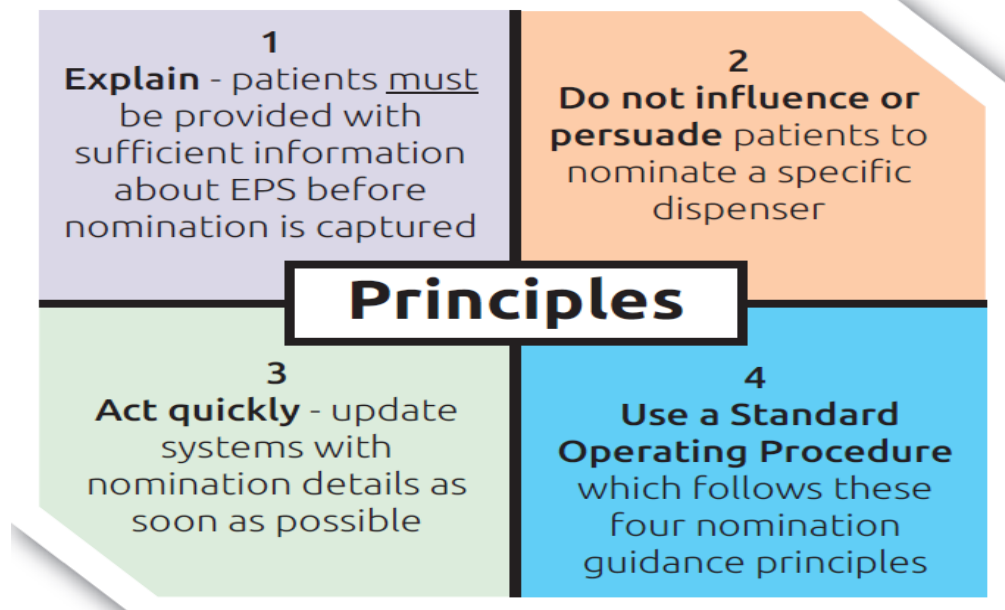 1
Explain - patients must
be provided with
sufficient information
about EPS before
nomination is captured
2
Do not influence or
persuade patients to
nominate a specific
dispenser
Principles
3
Act quickly - update
systems with
nomination details as
soon as possible
4
Use a Standard
Operating Procedure
which follows these
four nomination
guidance principles